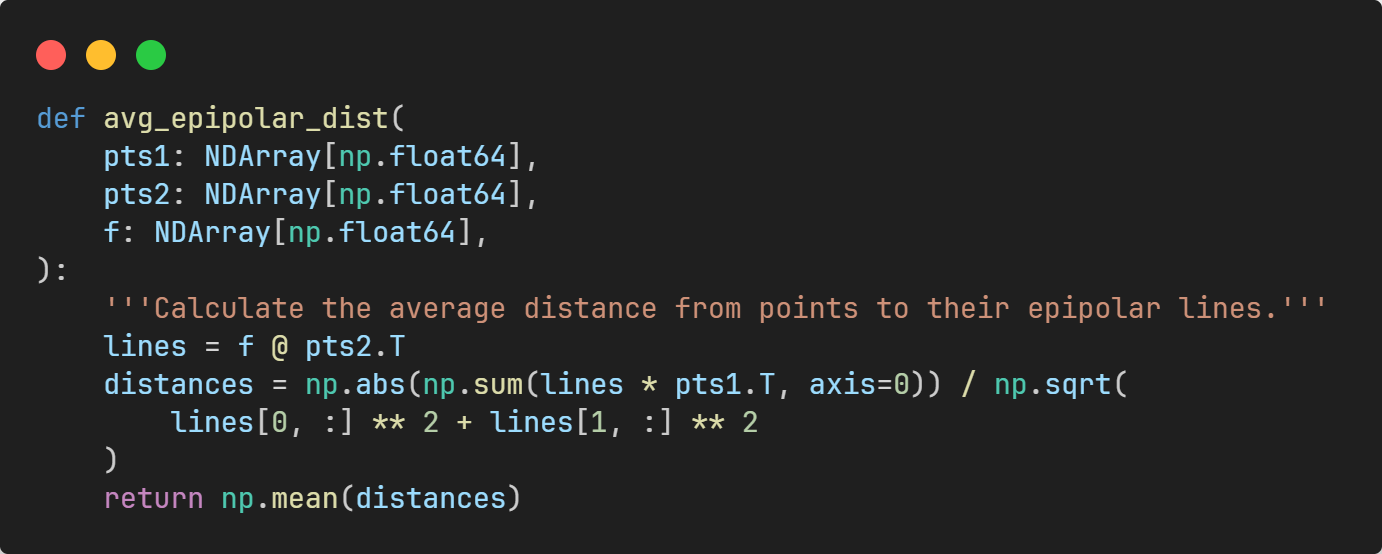 def avg_epipolar_dist(
    pts1: NDArray[np.float64],
    pts2: NDArray[np.float64],
    f: NDArray[np.float64],
):
    '''Calculate the average distance from points to their epipolar lines.'''
    lines = f @ pts2.T
    distances = np.abs(np.sum(lines * pts1.T, axis=0)) / np.sqrt(
        lines[0, :] ** 2 + lines[1, :] ** 2
    )
    return np.mean(distances)